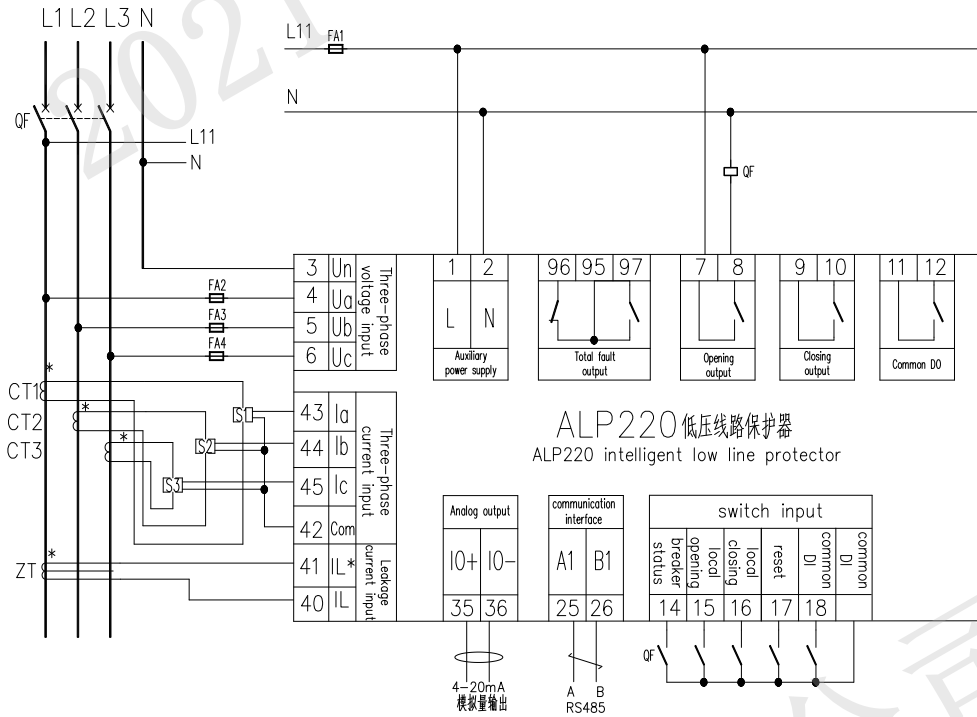 L1 L2 L3 N
L11 FA1
N
QF
L11
N
QF
2021
3 Un
4 Ua
5 Ub
6 Uc
Three-phase
voltage input
FA2
FA3
FA4
1 2
L N
Auxiliary
power supply
96 95 97
Total fault
output
7 8
Opening
output
9 10
Closing
output
11 12
Common DO
*
CT1
*
CT2
*
CT3
S1
S2
S3
43 Ia
44 Ib
45 Ic
42 Com
Three-phase
current input
*
ZT
41 IL*
40 IL
Leakage
current input
ALP220低压线路保护器
ALP220 intelligent low line protector
Analog output
IO+ IO-
35 36
4-20mA
模拟量输出
communication
interface
A1 B1
25 26
A B
RS485
switch input
breaker
status
local
opening
local
closing
reset
common
DI
common
DI
14 15 16 17 18
QF
公司